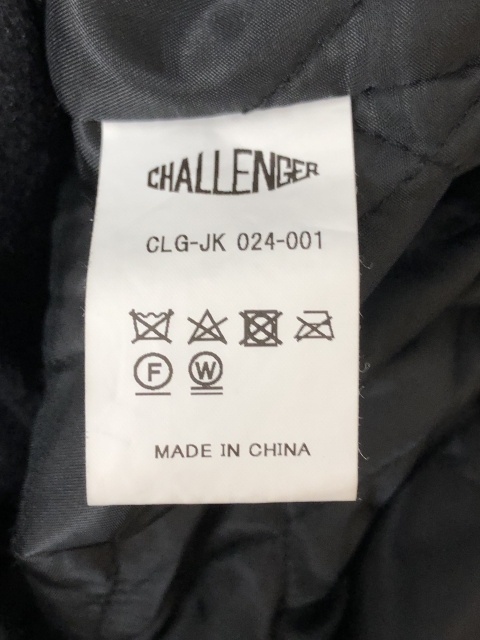 CHALLENGER
CLG-JK 024-001
F W
MADE IN CHINA